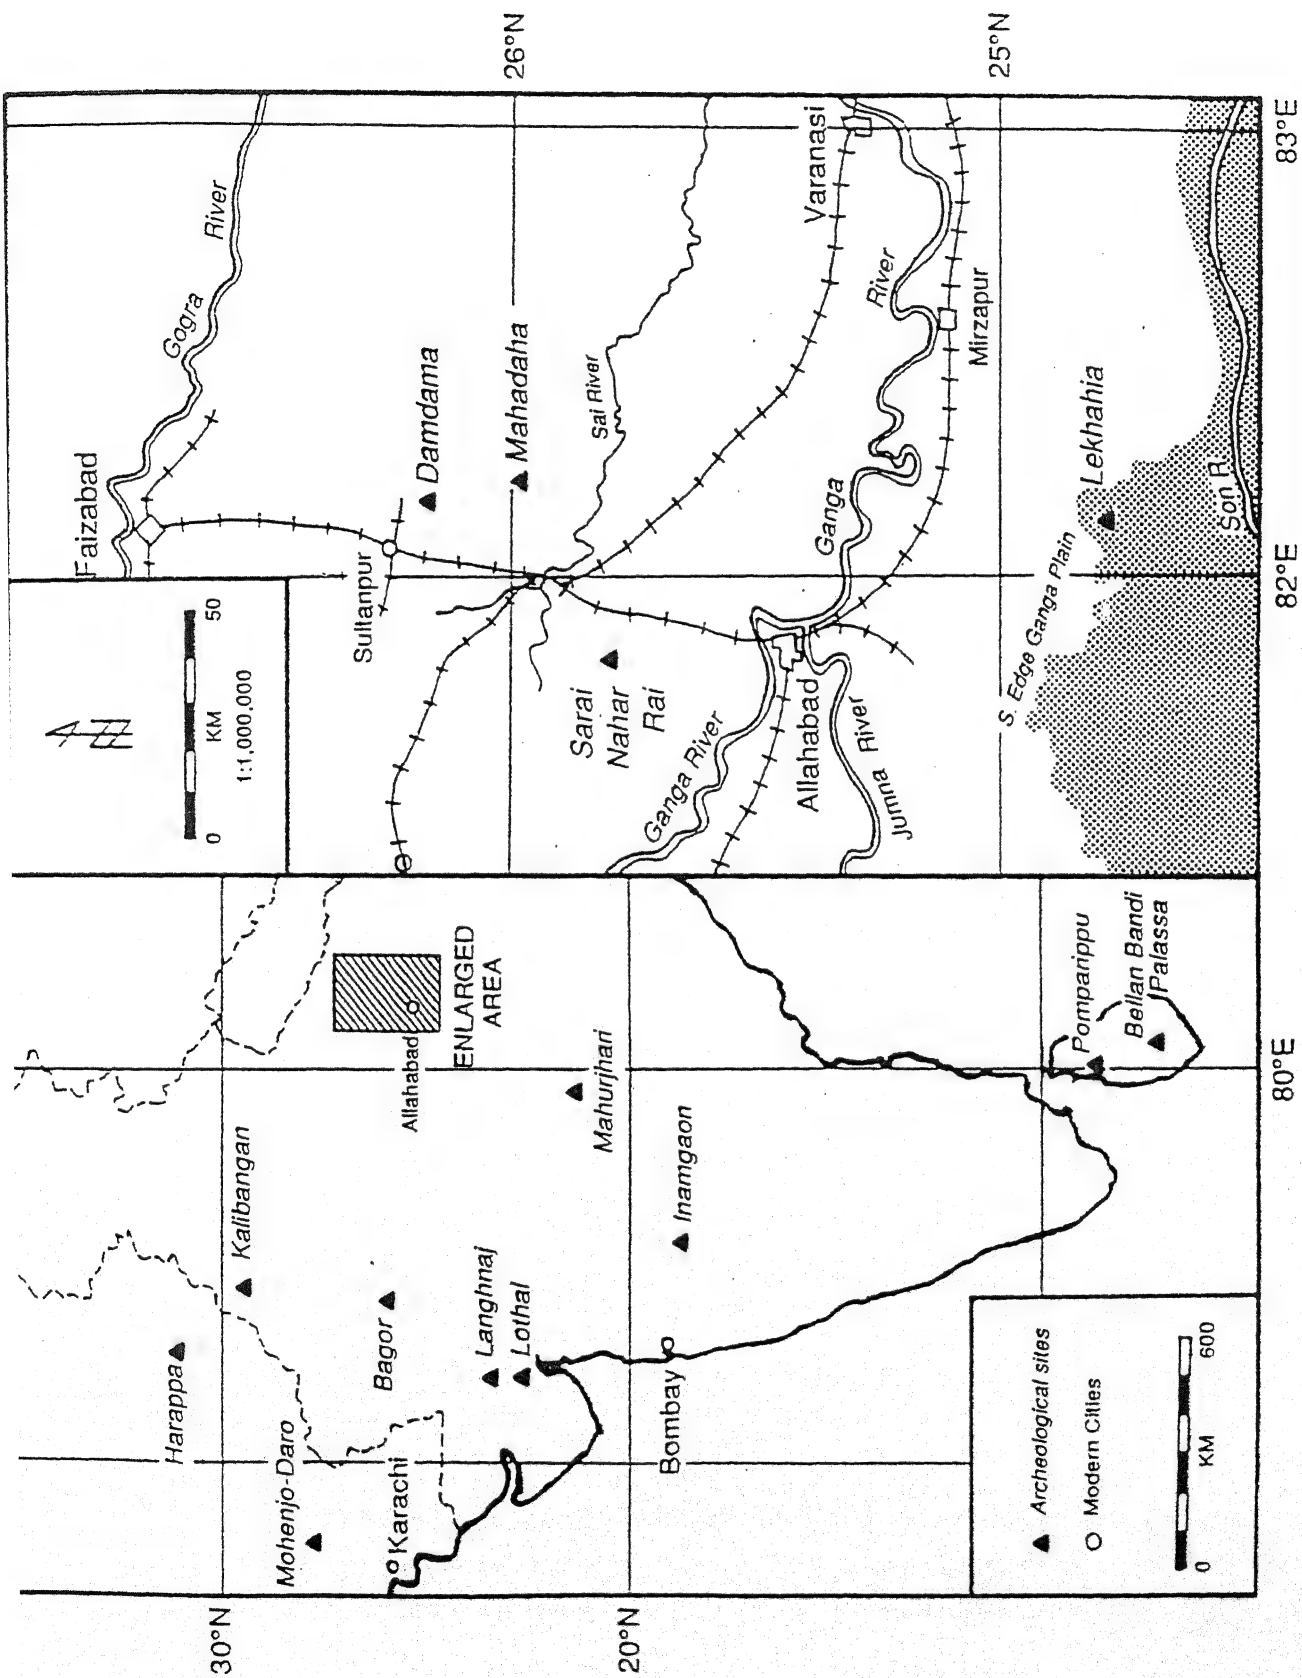 30°N
20°N
80°E
Harappa
Mohenjo-Daro
Karachi
Kalibangan
Bagor
Langhnaj
Lothal
Bombay
Inamgaon
Mahurjhari
Allahabad
ENLARGED
AREA
Pomparippu
Bellan Bandi
Palassa
Archeological sites
Modern Cities
0
KM
600
0
KM
50
1:1,000,000
26°N
25°N
82°E
83°E
Faizabad
Gogra
River
Sultanpur
Damdama
Mahadaha
Sai River
Sarai
Nahar
Rai
Ganga River
Allahabad
Jumna
River
Ganga
River
Varanasi
Mirzapur
S. Edge Ganga Plain
Lekhahia
Son R.